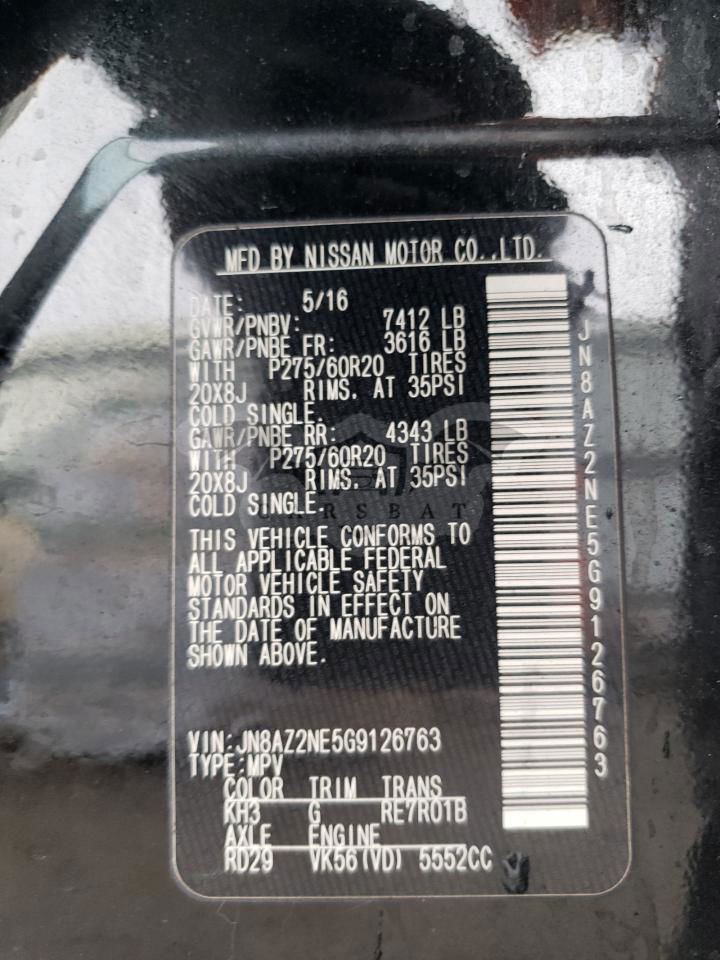 MFD BY NISSAN MOTOR CO.,LTD.
DATE: 5/16
GVWR/PNBV: 7412 LB
GAWR/PNBE FR: 3616 LB
WITH P275/60R20 TIRES
20X8J RIMS. AT 35PSI
COLD SINGLE.
GAWR/PNBE RR: 4343 LB
WITH P275/60R20 TIRES
20X8J RIMS. AT 35PSI
COLD SINGLE.
CARSBAT
THIS VEHICLE CONFORMS TO
ALL APPLICABLE FEDERAL
MOTOR VEHICLE SAFETY
STANDARDS IN EFFECT ON
THE DATE OF MANUFACTURE
SHOWN ABOVE.
VIN:JN8AZ2NE5G9126763
TYPE:MPV
COLOR TRIM TRANS
KH3 G RE7R01B
AXLE ENGINE
RD29 VK56(VD) 5552CC
JN8AZ2NE5G9126763